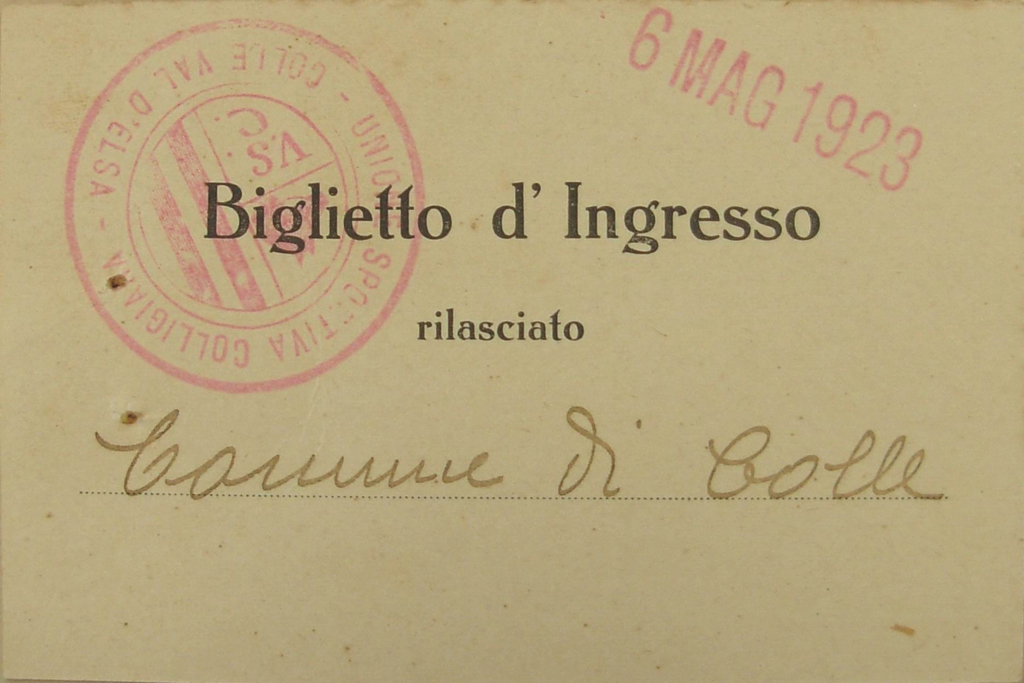 6 MAG 1923
UNIONE SPORTIVA COLLIGIANA - COLLE VAL D'ELSA -
Biglietto d' Ingresso
rilasciato
Comune di Colle